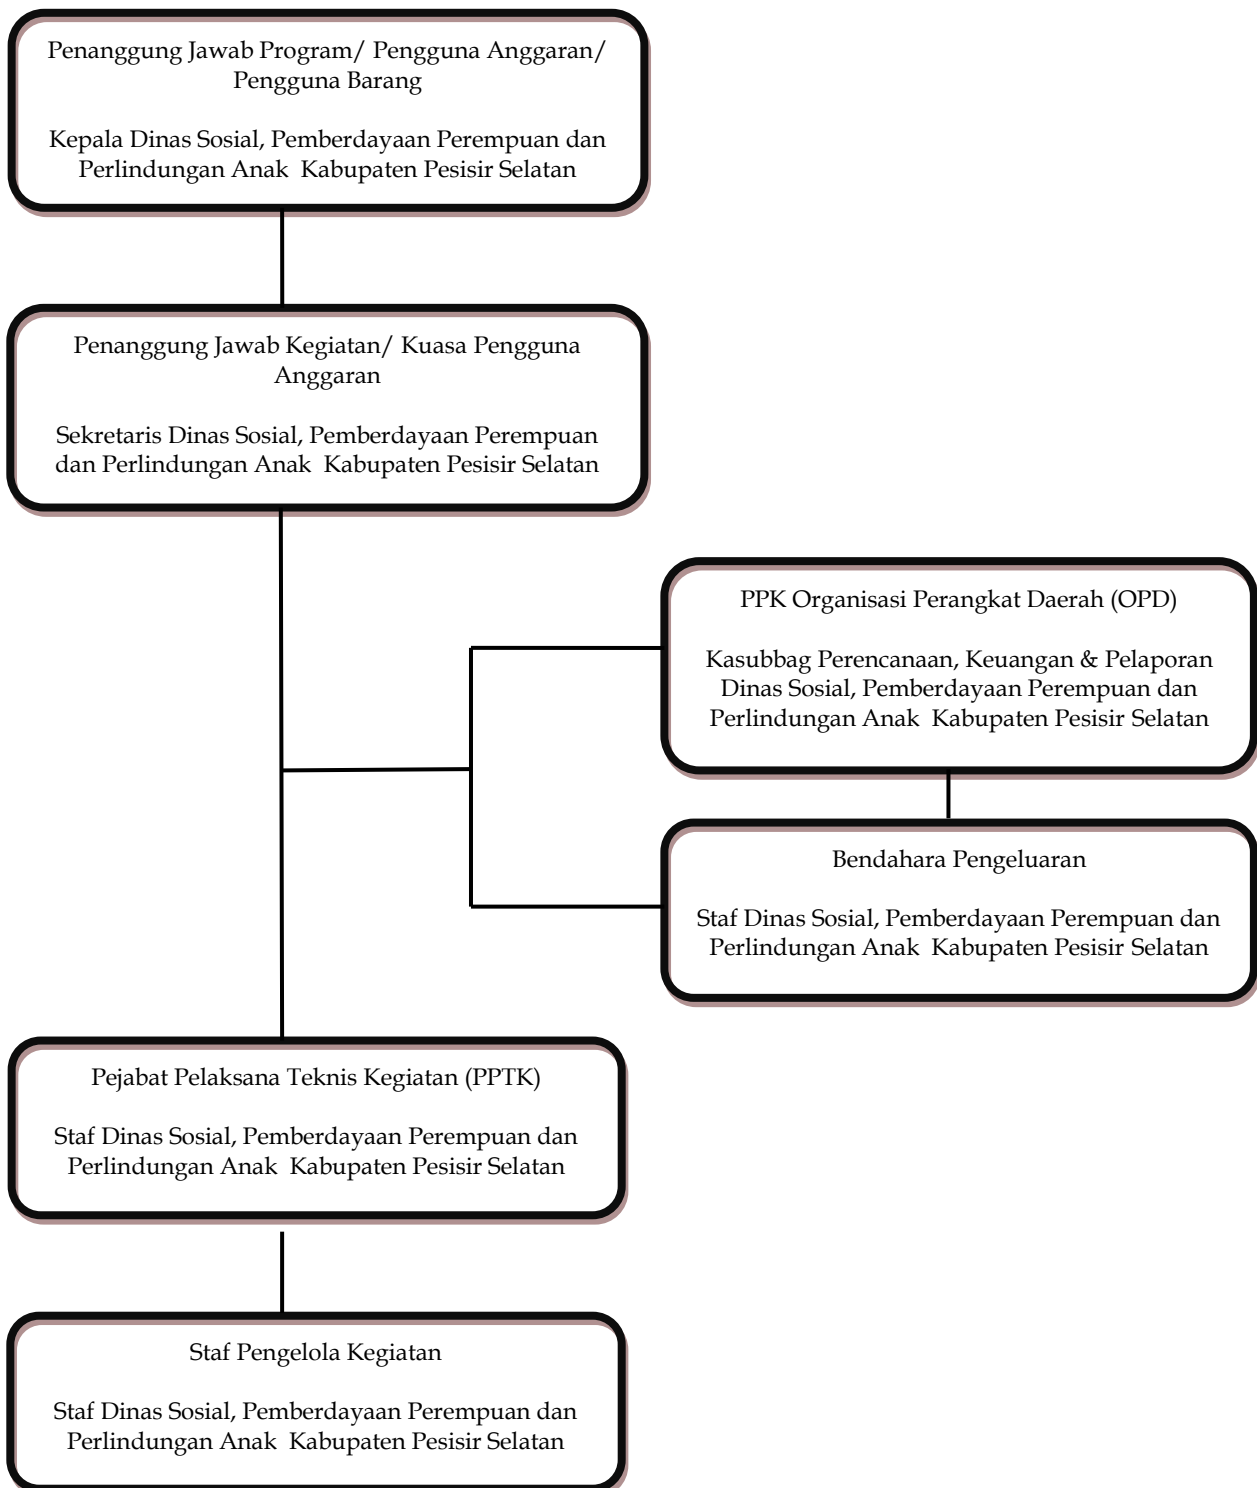 Penanggung Jawab Program/ Pengguna Anggaran/
Pengguna Barang
Kepala Dinas Sosial, Pemberdayaan Perempuan dan
Perlindungan Anak  Kabupaten Pesisir Selatan
Penanggung Jawab Kegiatan/ Kuasa Pengguna
Anggaran
Sekretaris Dinas Sosial, Pemberdayaan Perempuan
dan Perlindungan Anak  Kabupaten Pesisir Selatan
PPK Organisasi Perangkat Daerah (OPD)
Kasubbag Perencanaan, Keuangan & Pelaporan
Dinas Sosial, Pemberdayaan Perempuan dan
Perlindungan Anak  Kabupaten Pesisir Selatan
Bendahara Pengeluaran
Staf Dinas Sosial, Pemberdayaan Perempuan dan
Perlindungan Anak  Kabupaten Pesisir Selatan
Pejabat Pelaksana Teknis Kegiatan (PPTK)
Staf Dinas Sosial, Pemberdayaan Perempuan dan
Perlindungan Anak  Kabupaten Pesisir Selatan
Staf Pengelola Kegiatan
Staf Dinas Sosial, Pemberdayaan Perempuan dan
Perlindungan Anak  Kabupaten Pesisir Selatan